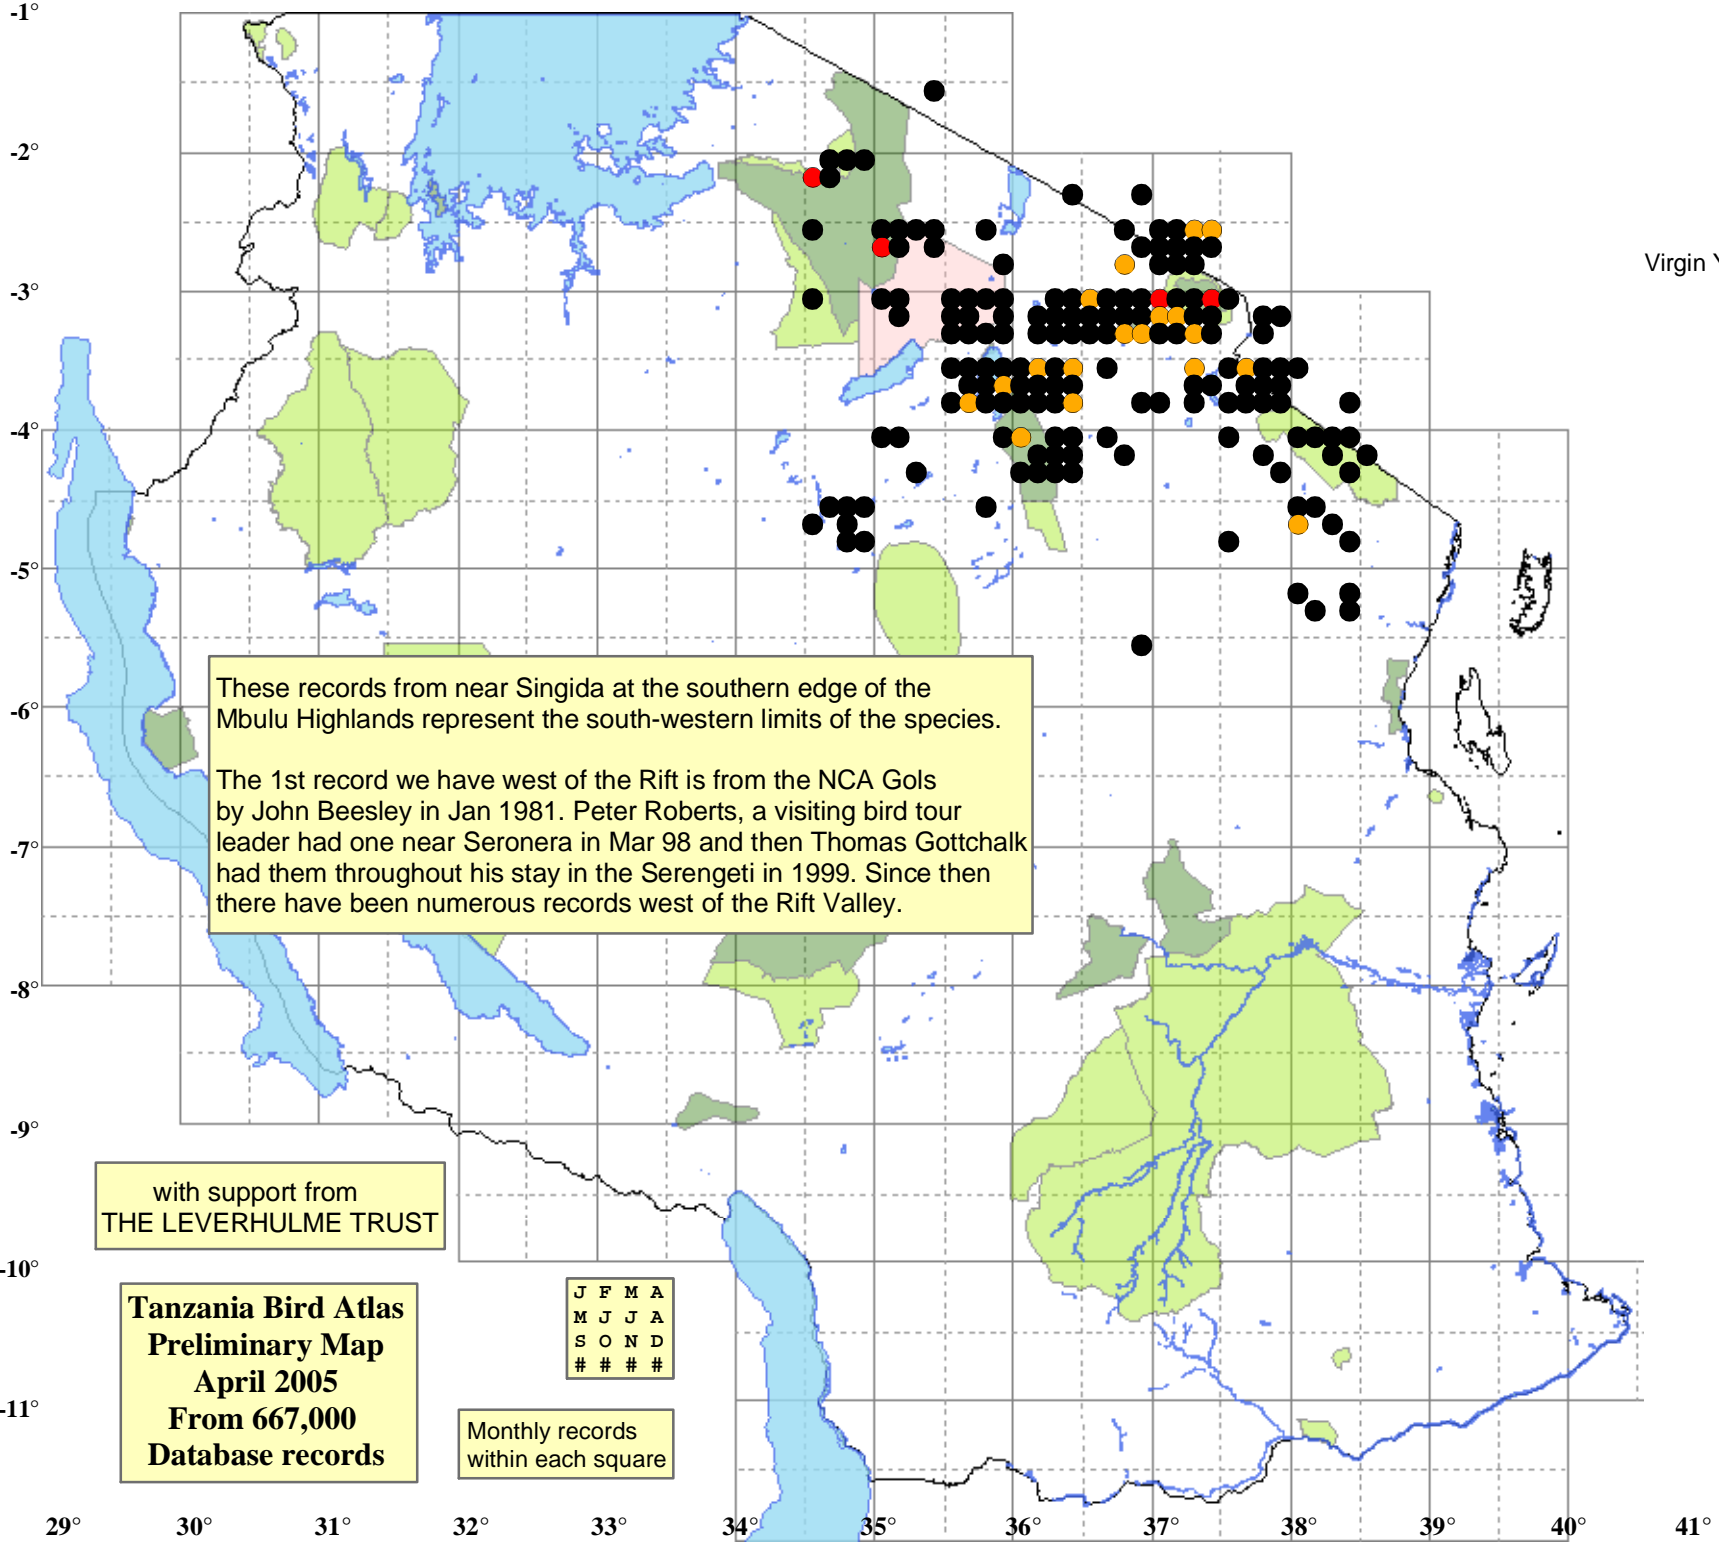 -1°
-2°
Virgin
-3°
-4°
-5°
These records from near Singida at the southern edge of the
Mbulu Highlands represent the south-western limits of the species.
-6°
The 1st record we have west of the Rift is from the NCA Gols
by John Beesley in Jan 1981. Peter Roberts, a visiting bird tour
leader had one near Seronera in Mar 98 and then Thomas Gottchalk
had them throughout his stay in the Serengeti in 1999. Since then
there have been numerous records west of the Rift Valley.
-7°
-8°
-9°
with support from
THE LEVERHULME TRUST
-10°
Tanzania Bird Atlas
Preliminary Map
April 2005
From 667,000
Database records
J F M A
M J J A
S O N D
# # # #
-11°
Monthly records
within each square
29° 30° 31° 32° 33° 34 35 36 37 38° 39° 40° 41°